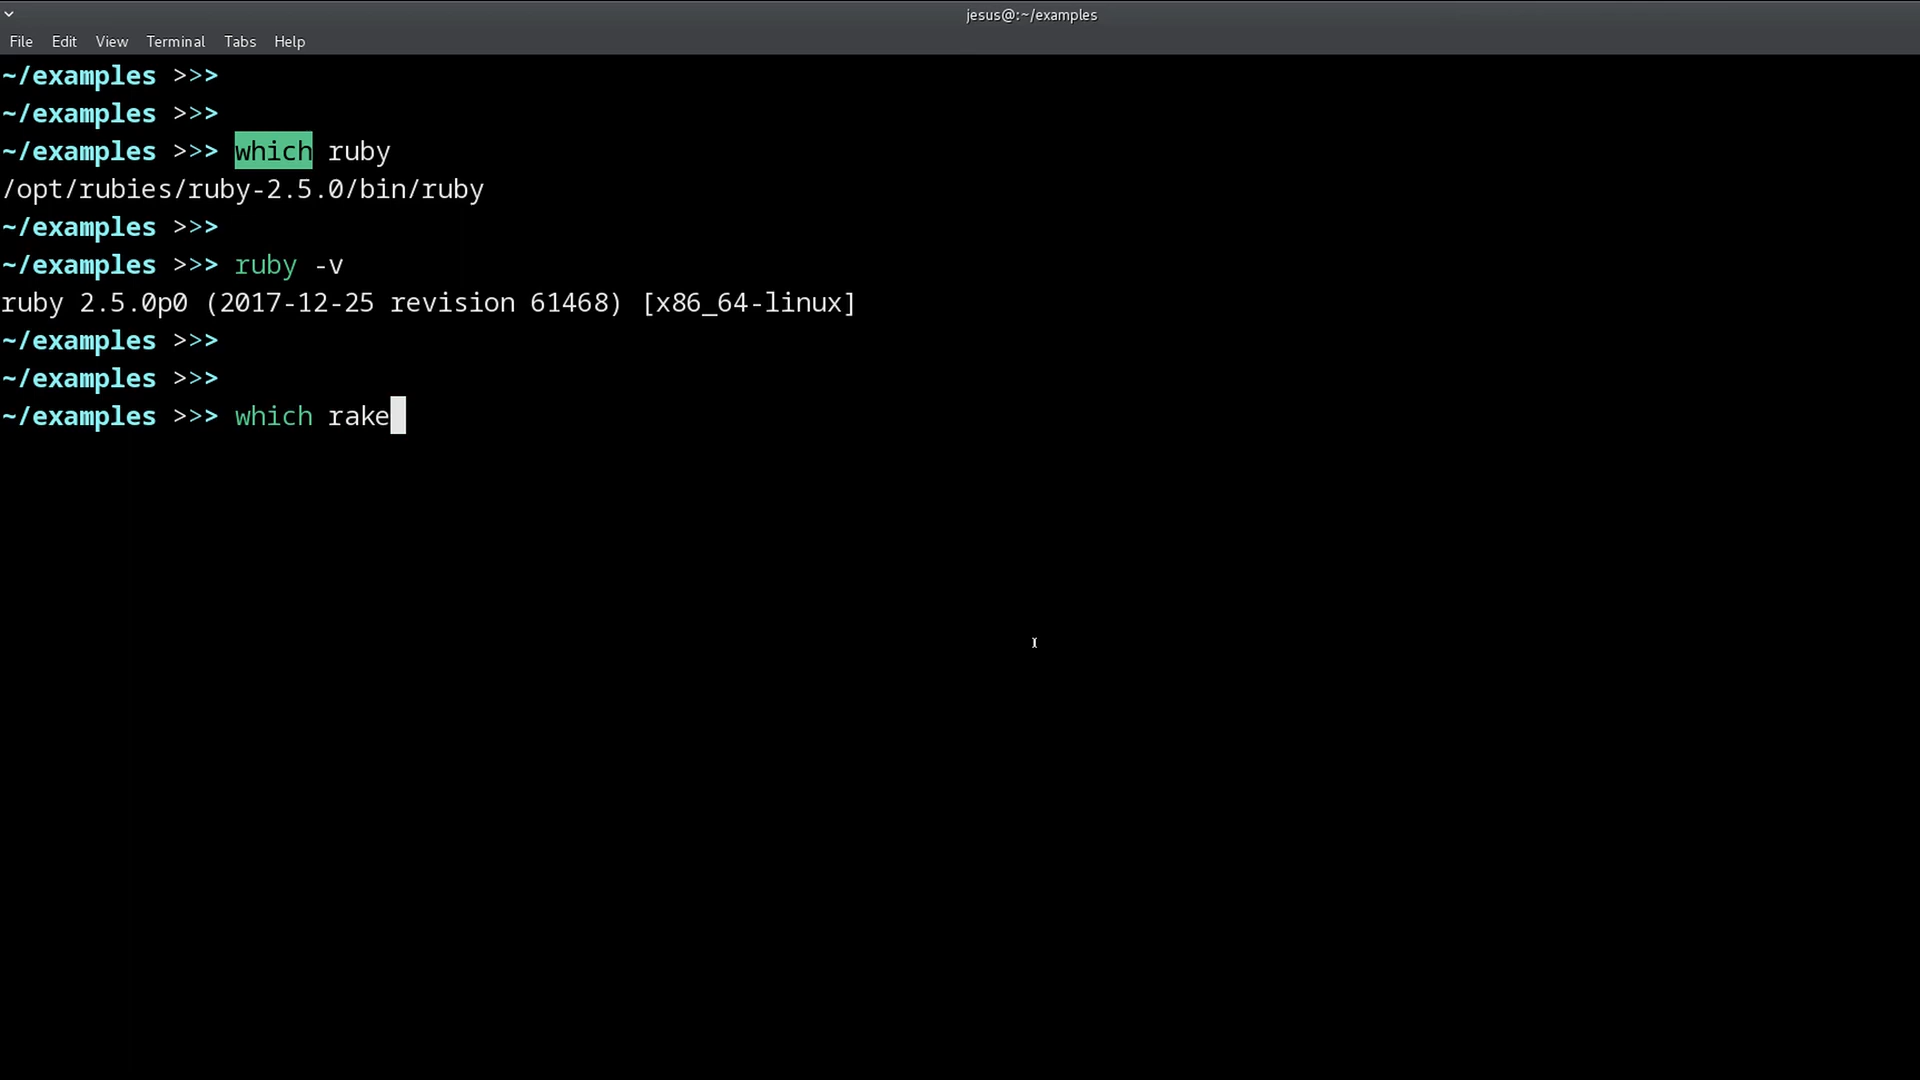 jesus@:~/examples
File Edit View Terminal Tabs Help
~/examples >>>
~/examples >>>
~/examples >>> which ruby
/opt/rubies/ruby-2.5.0/bin/ruby
~/examples >>>
~/examples >>> ruby -v
ruby 2.5.0p0 (2017-12-25 revision 61468) [x86_64-linux]
~/examples >>>
~/examples >>>
~/examples >>> which rake